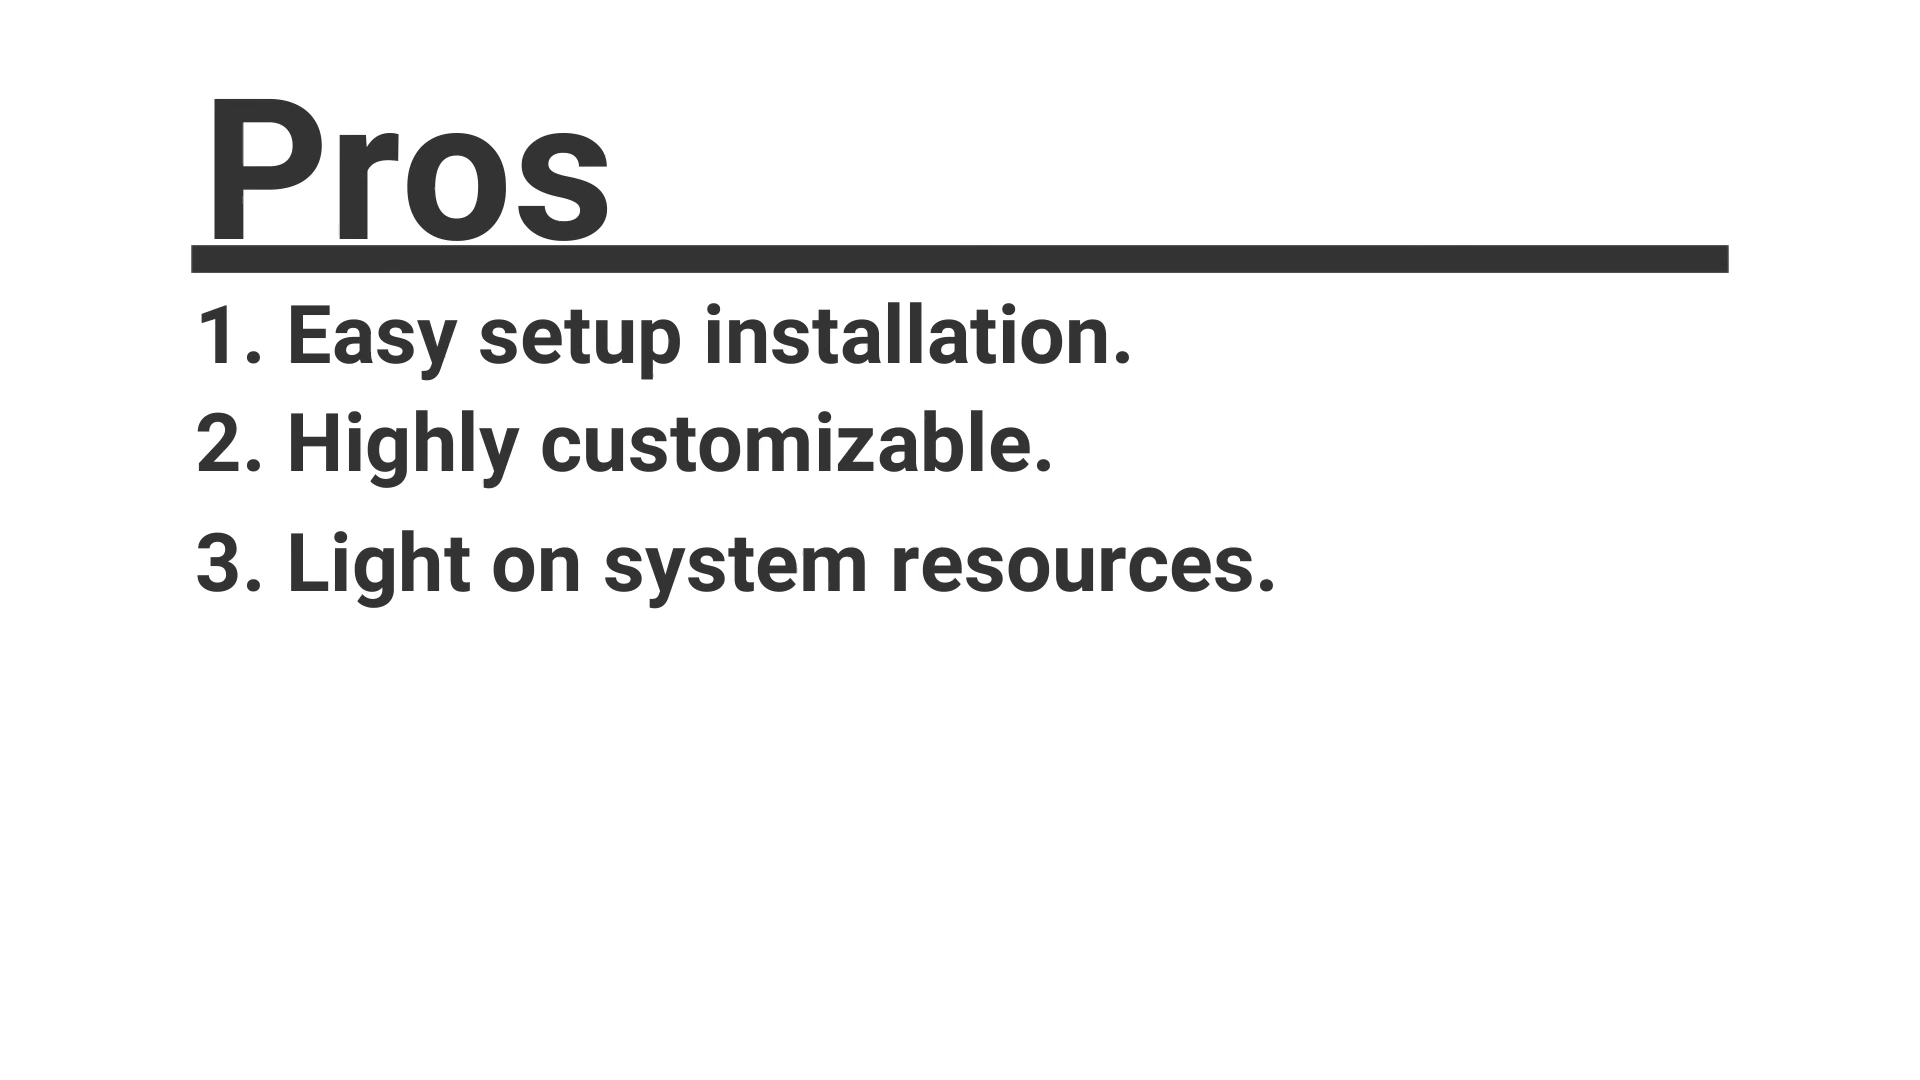 Pros
1. Easy setup installation.
2. Highly customizable.
3. Light on system resources.